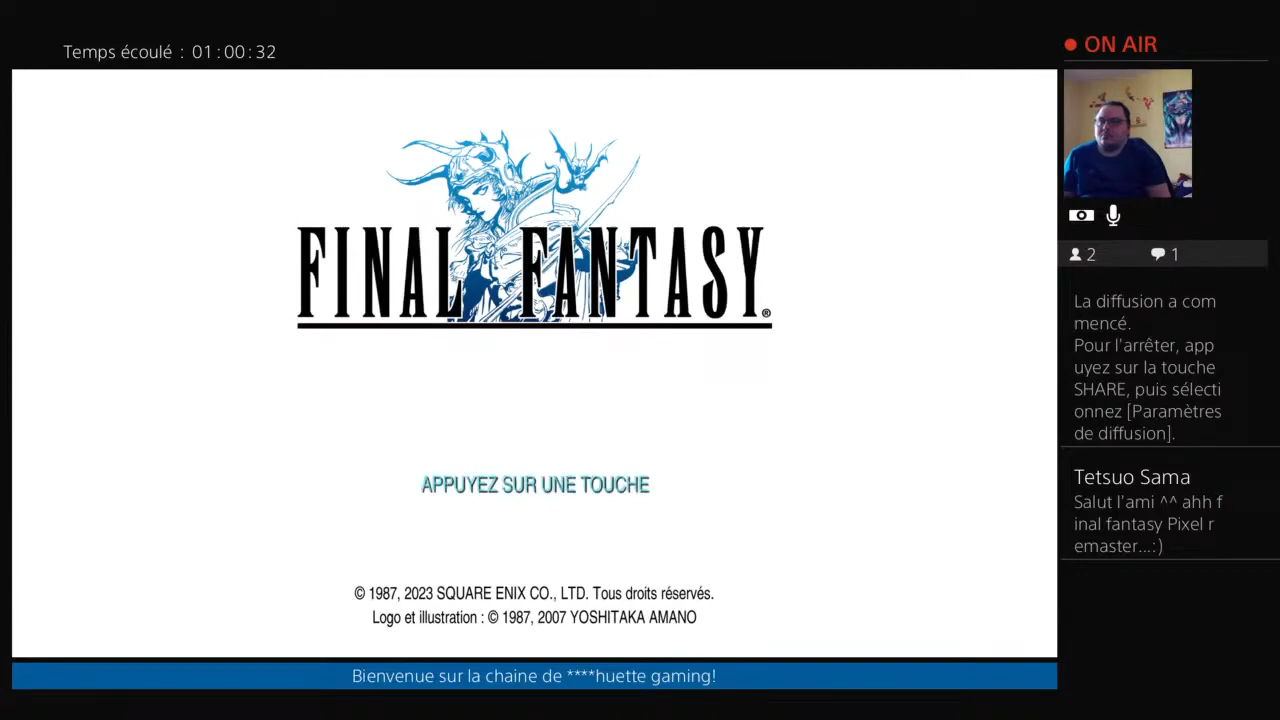 Temps écoulé : 01:00:32
ON AIR
FINAL FANTASY®
APPUYEZ SUR UNE TOUCHE
© 1987, 2023 SQUARE ENIX CO., LTD. Tous droits réservés.
Logo et illustration : © 1987, 2007 YOSHITAKA AMANO
Bienvenue sur la chaine de ****huette gaming!
2
1
La diffusion a com
mencé.
Pour l'arrêter, app
uyez sur la touche
SHARE, puis sélecti
onnez [Paramètres
de diffusion].
Tetsuo Sama
Salut l'ami ^^ ahh f
inal fantasy Pixel r
emaster...:)